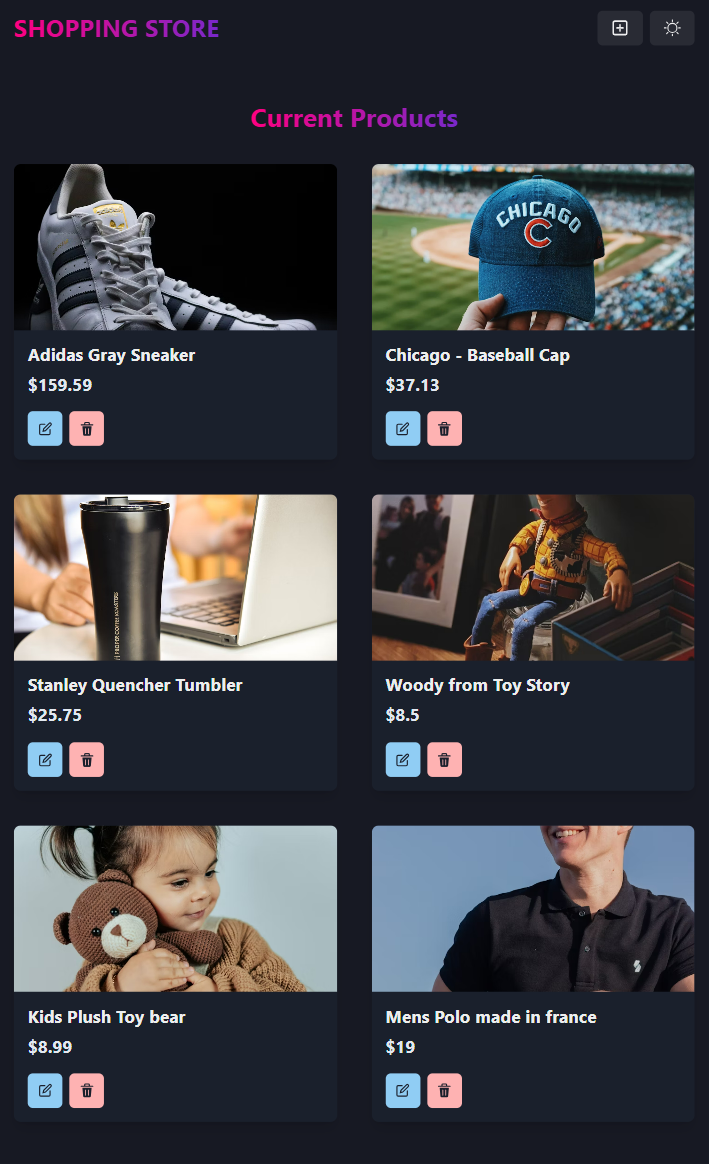 SHOPPING STORE
Current Products
CHICAGO
C
Adidas Gray Sneaker
$159.59
Chicago - Baseball Cap
$37.13
Stanley Quencher Tumbler
$25.75
Woody from Toy Story
$8.5
Kids Plush Toy bear
$8.99
Mens Polo made in france
$19